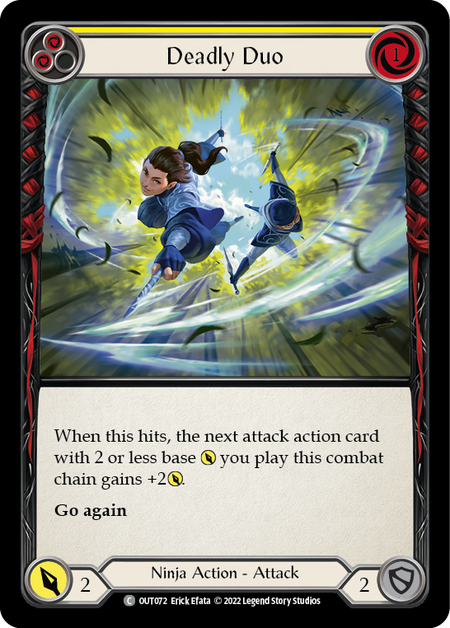 Deadly Duo
1
When this hits, the next attack action card
with 2 or less base you play this combat
chain gains +2.
Go again
2
Ninja Action - Attack
2
C OUT072 Erick Efata © 2022 Legend Story Studios